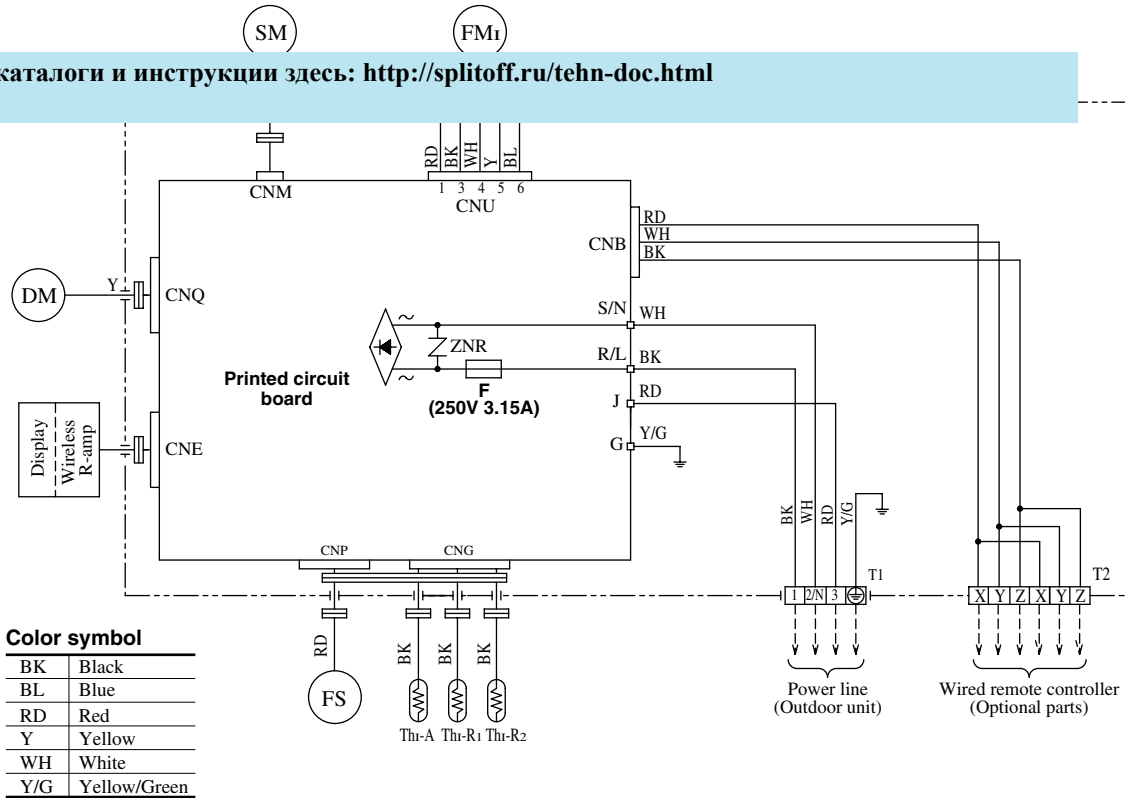 SM
FMI
каталоги и инструкции здесь: http://splitoff.ru/tehn-doc.html
RD
BK
WH
Y
BL
1 3 4 5 6
CNM
CNU
CNB
RD
WH
BK
DM
Y
CNQ
S/N
WH
ZNR
R/L
BK
Printed circuit
board
F
(250V 3.15A)
J
RD
G
Y/G
Display
Wireless
R-amp
CNE
BK
WH
RD
Y/G
CNP
CNG
T1
1 2/N 3
T2
X Y Z X Y Z
Color symbol
BK Black
BL Blue
RD Red
Y Yellow
WH White
Y/G Yellow/Green
RD
BK
BK
BK
FS
ThI-A ThI-R1 ThI-R2
Power line
(Outdoor unit)
Wired remote controller
(Optional parts)